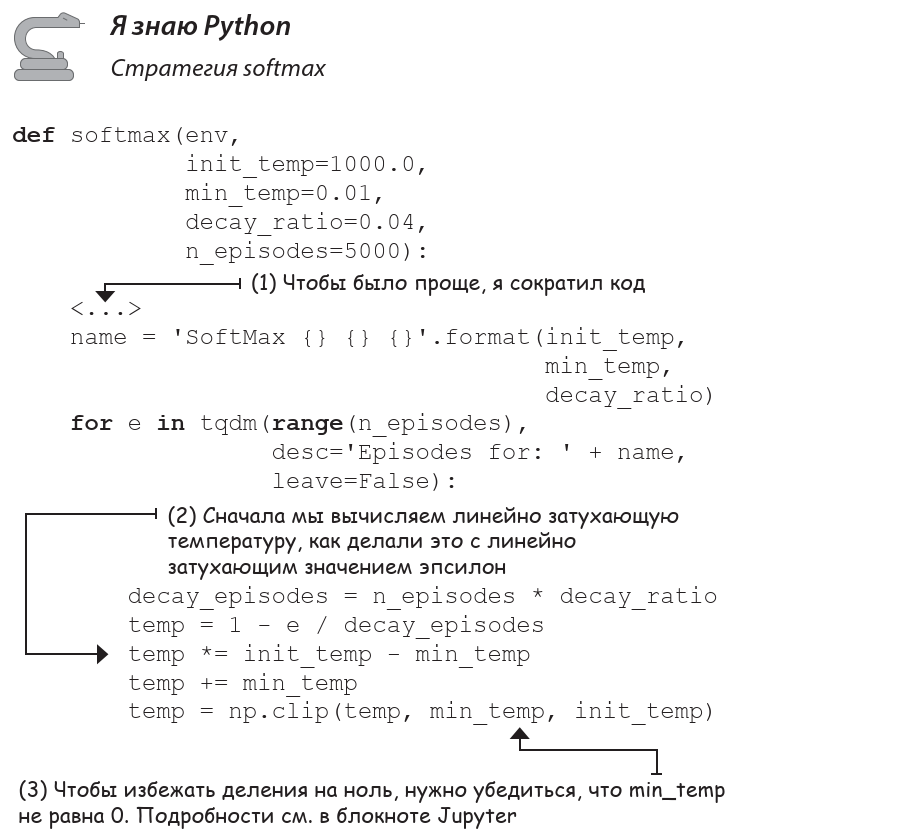 Я знаю Python
Стратегия softmax
def softmax(env,
            init_temp=1000.0,
            min_temp=0.01,
            decay_ratio=0.04,
            n_episodes=5000):
(1) Чтобы было проще, я сократил код
    <...>
    name = 'SoftMax {} {} {}'.format(init_temp,
                                     min_temp,
                                     decay_ratio)
    for e in tqdm(range(n_episodes),
                  desc='Episodes for: ' + name,
                  leave=False):
(2) Сначала мы вычисляем линейно затухающую
температуру, как делали это с линейно
затухающим значением эпсилон
        decay_episodes = n_episodes * decay_ratio
        temp = 1 - e / decay_episodes
        temp *= init_temp - min_temp
        temp += min_temp
        temp = np.clip(temp, min_temp, init_temp)
(3) Чтобы избежать деления на ноль, нужно убедиться, что min_temp
не равна 0. Подробности см. в блокноте Jupyter